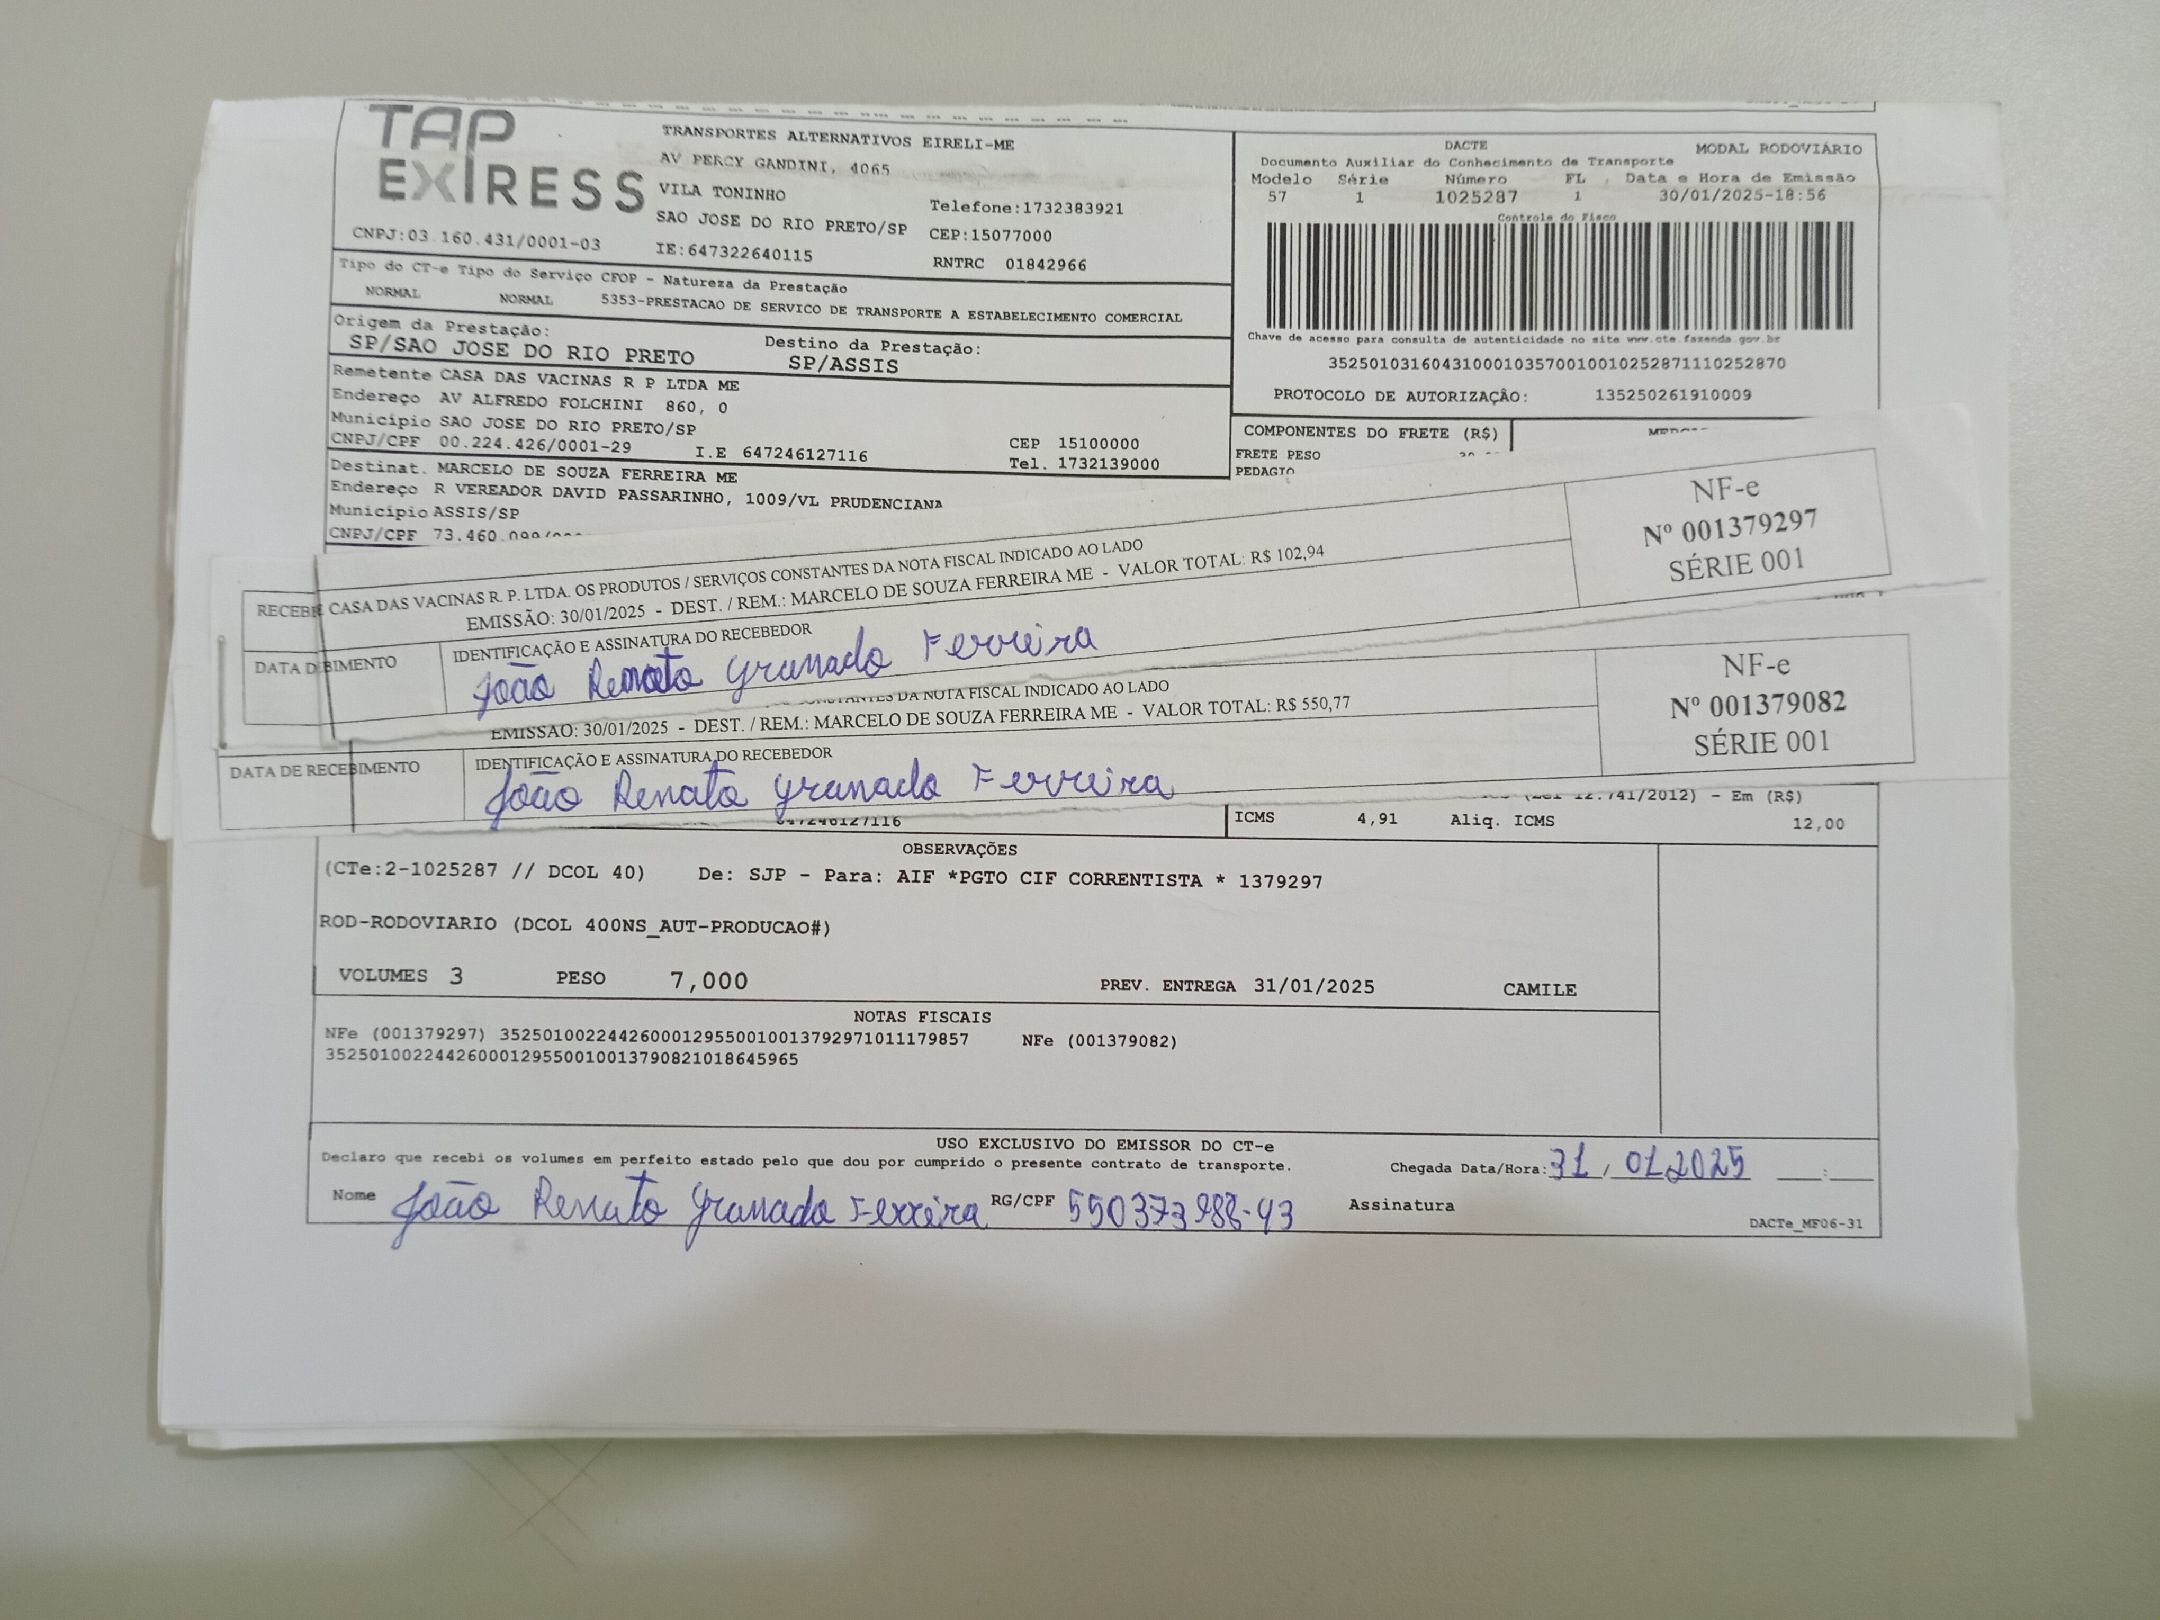 TAP EXPRESS
TRANSPORTES ALTERNATIVOS EIRELI-ME
AV PERCY GANDINI, 4065
VILA TONINHO
Telefone:1732383921
SAO JOSE DO RIO PRETO/SP CEP:15077000
CNPJ:03.160.431/0001-03 IE:647322640115 RNTRC 01842966
Tipo do CT-e Tipo do Serviço CFOP - Natureza da Prestação
NORMAL NORMAL 5353-PRESTACAO DE SERVICO DE TRANSPORTE A ESTABELECIMENTO COMERCIAL
Origem da Prestação: Destino da Prestação:
SP/SAO JOSE DO RIO PRETO SP/ASSIS
Remetente CASA DAS VACINAS R P LTDA ME
Endereço AV ALFREDO FOLCHINI 860, 0
Município SAO JOSE DO RIO PRETO/SP
CEP 15100000
CNPJ/CPF 00.224.426/0001-29 I.E 647246127116 Tel. 1732139000
Destinat. MARCELO DE SOUZA FERREIRA ME
Endereço R VEREADOR DAVID PASSARINHO, 1009/VL PRUDENCIANA
Município ASSIS/SP
CNPJ/CPF 73.460
DACTE MODAL RODOVIÁRIO
Documento Auxiliar do Conhecimento de Transporte
Modelo Série Número FL Data e Hora de Emissão
57 1 1025287 1 30/01/2025-18:56
Controle do Fisco
Chave de acesso para consulta de autenticidade no site www.cte.fazenda.gov.br
35250103160431000103570010010252871110252870
PROTOCOLO DE AUTORIZAÇÃO: 135250261910009
COMPONENTES DO FRETE (R$)
FRETE PESO
PEDAGIO
RECEBE CASA DAS VACINAS R. P. LTDA. OS PRODUTOS / SERVIÇOS CONSTANTES DA NOTA FISCAL INDICADO AO LADO
EMISSÃO: 30/01/2025 - DEST. / REM.: MARCELO DE SOUZA FERREIRA ME - VALOR TOTAL: R$ 102,94
DATA D BIMENTO IDENTIFICAÇÃO E ASSINATURA DO RECEBEDOR
João Renato Granado Ferreira
NF-e
Nº 001379297
SÉRIE 001
DA NOTA FISCAL INDICADO AO LADO
EMISSÃO: 30/01/2025 - DEST. / REM.: MARCELO DE SOUZA FERREIRA ME - VALOR TOTAL: R$ 550,77
DATA DE RECEBIMENTO IDENTIFICAÇÃO E ASSINATURA DO RECEBEDOR
João Renato Granado Ferreira
NF-e
Nº 001379082
SÉRIE 001
12.741/2012) - Em (R$)
647246127116 ICMS 4,91 Aliq. ICMS 12,00
OBSERVAÇÕES
(CTe:2-1025287 // DCOL 40) De: SJP - Para: AIF *PGTO CIF CORRENTISTA * 1379297
ROD-RODOVIARIO (DCOL 400NS_AUT-PRODUCAO#)
VOLUMES 3 PESO 7,000 PREV. ENTREGA 31/01/2025 CAMILE
NOTAS FISCAIS
NFe (001379297) 35250100224426000129550010013792971011179857 NFe (001379082)
35250100224426000129550010013790821018645965
USO EXCLUSIVO DO EMISSOR DO CT-e
Declaro que recebi os volumes em perfeito estado pelo que dou por cumprido o presente contrato de transporte. Chegada Data/Hora: 31/01.2025 __:__
Nome João Renato Granado Ferreira RG/CPF 550373988-43 Assinatura
DACTe_MF06-31